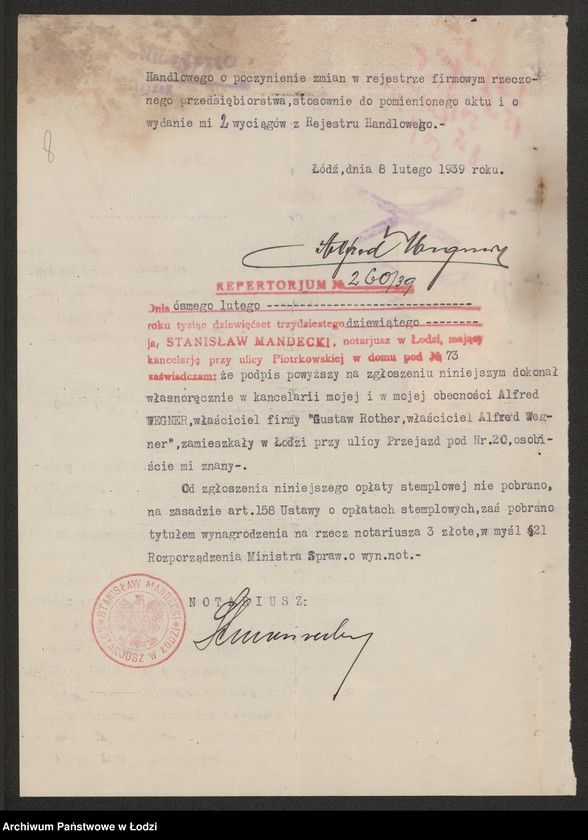 Handlowego o poczynienie zmian w rejestrze firmowym rzeczo-
nego przedsiębiorstwa,stosownie do pomienionego aktu i o
wydanie mi 2 wyciągów z Rejestru Handlowego.-
8
Łódź,dnia 8 lutego 1939 roku.
Alfred Wegner
REPERTORJUM № 260/39
Dnia ósmego lutego
roku tysiąc dziewięćset trzydziestego dziewiątego
ja, STANISŁAW MANDECKI, notarjusz w Łodzi, mający
kancelarję przy ulicy Piotrkowskiej w domu pod № 73
zaświadczam: że podpis powyższy na zgłoszeniu niniejszym dokonał
własnoręcznie w kancelarii mojej i w mojej obecności Alfred
WEGNER,właściciel firmy "Gustaw Rother,właściciel Alfred Weg-
ner",zamieszkały w Łodzi przy ulicy Przejazd pod Nr.20,osobi-
ście mi znany-.
Od zgłoszenia niniejszego opłaty stemplowej nie pobrano,
na zasadzie art.158 Ustawy o opłatach stemplowych,zaś pobrano
tytułem wynagrodzenia na rzecz notariusza 3 złote,w myśl §21
Rozporządzenia Ministra Spraw.o wyn.not.-
NOTARIUSZ:
STANISŁAW MANDECKI
NOTARJUSZ W ŁODZI
Archiwum Państwowe w Łodzi